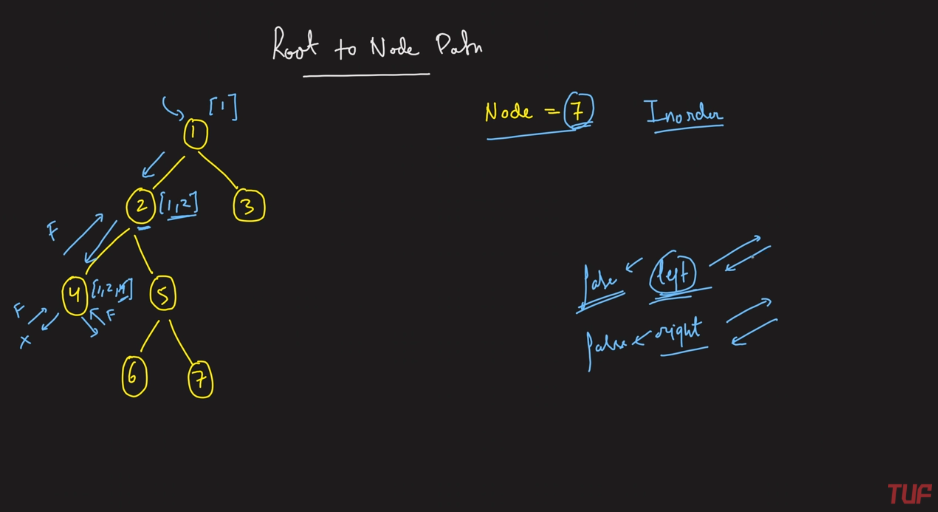 Root to Node Path
Node = 7 Inorder
[1]
1
2 [1,2] 3
F
4 [1,2,4] 5
F F
X
6 7
false left
false right
TUF